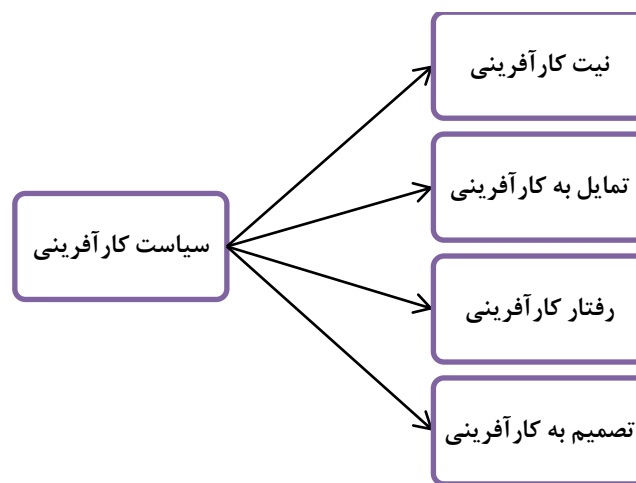 نیت کارآفرینی
تمایل به کارآفرینی
سیاست کارآفرینی
رفتار کارآفرینی
تصمیم به کارآفرینی